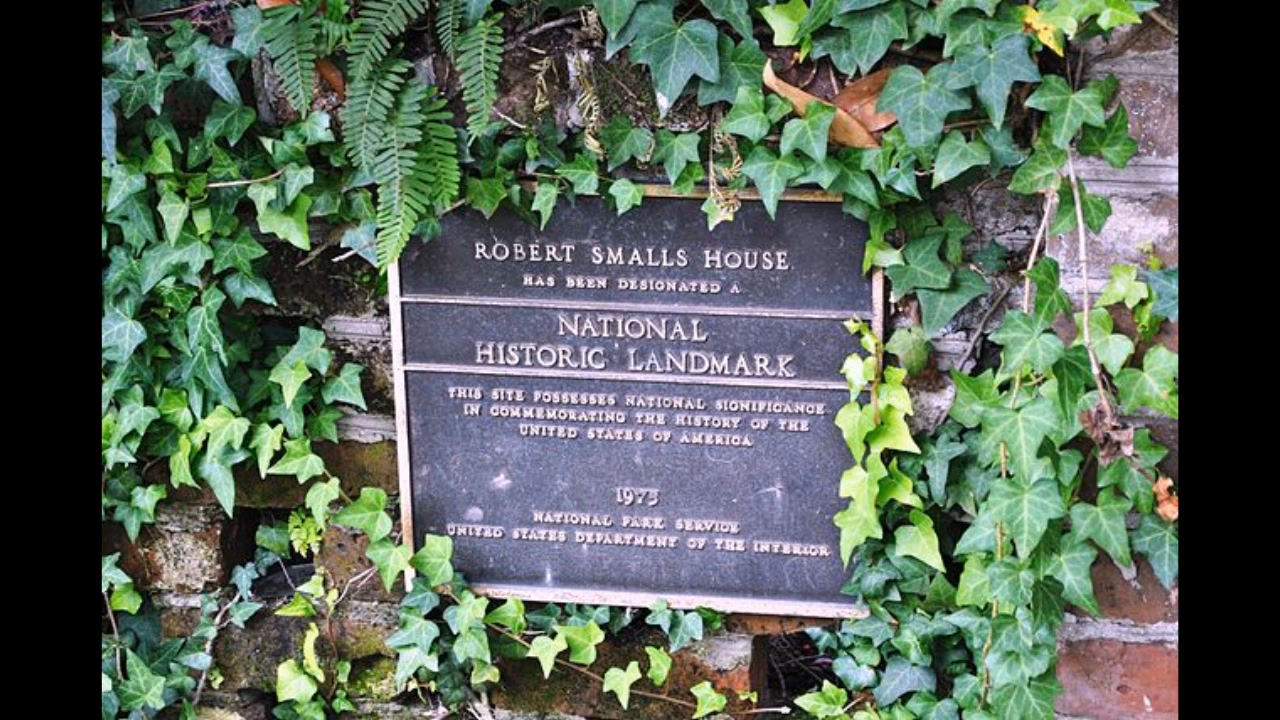 ROBERT SMALLS HOUSE
HAS BEEN DESIGNATED A
NATIONAL
HISTORIC LANDMARK
THIS SITE POSSESSES NATIONAL SIGNIFICANCE
IN COMMEMORATING THE HISTORY OF THE
UNITED STATES OF AMERICA
1975
NATIONAL PARK SERVICE
UNITED STATES DEPARTMENT OF THE INTERIOR